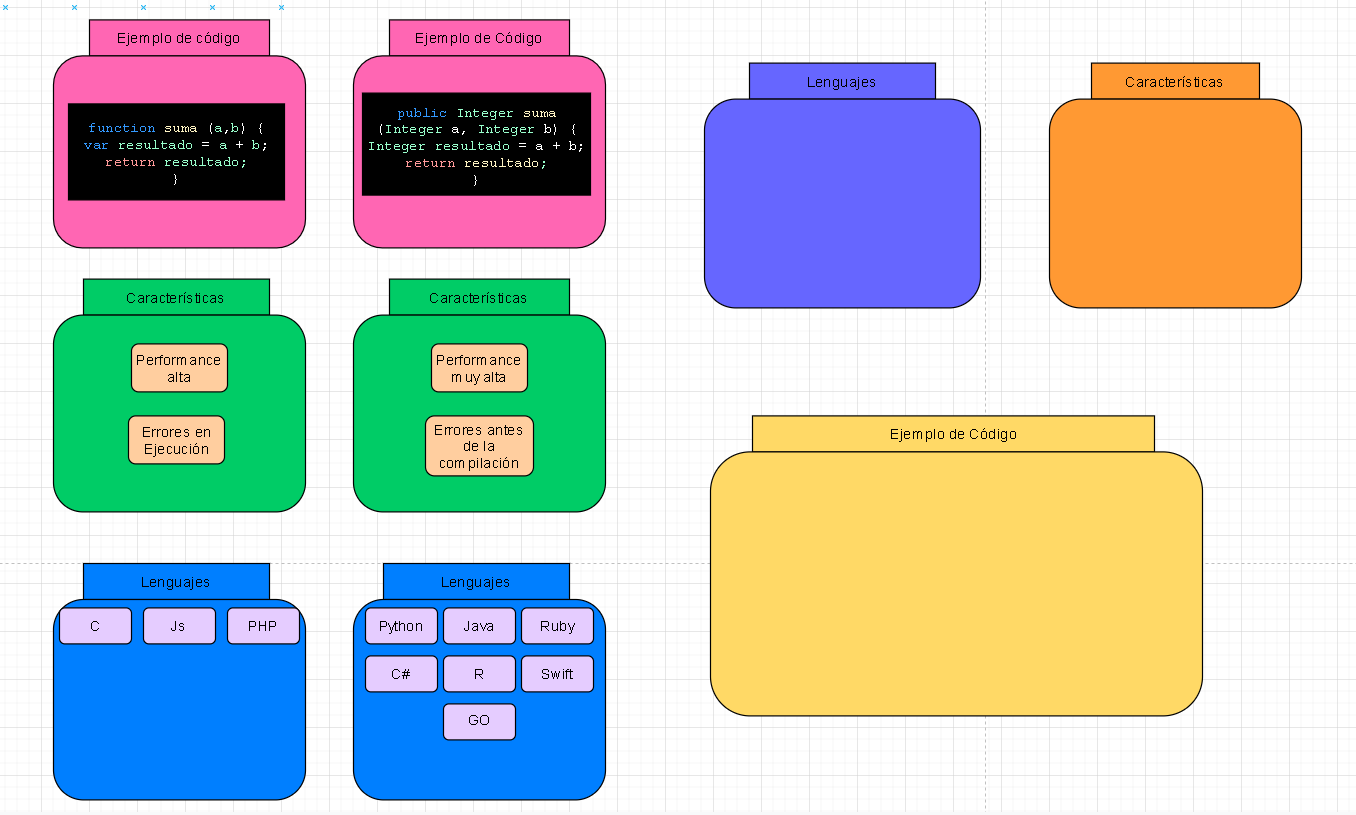 Ejemplo de código
function suma (a,b) {
var resultado = a + b;
return resultado;
}
Ejemplo de Código
public Integer suma
(Integer a, Integer b) {
Integer resultado = a + b;
return resultado;
}
Lenguajes
Características
Características
Performance
alta
Errores en
Ejecución
Características
Performance
muy alta
Errores antes
de la
compilación
Ejemplo de Código
Lenguajes
C
Js
PHP
Lenguajes
Python
Java
Ruby
C#
R
Swift
GO